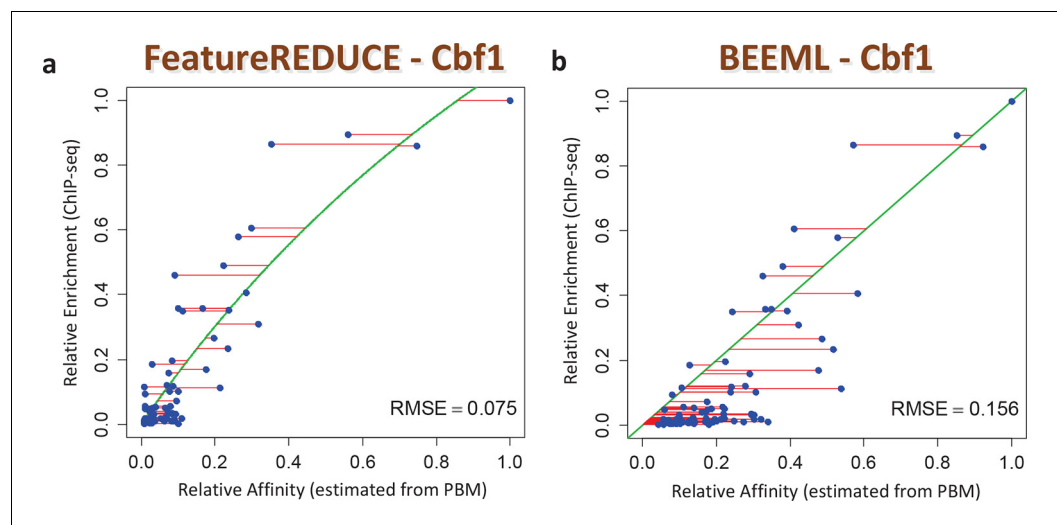 a
FeatureREDUCE - Cbf1
Relative Enrichment (ChIP-seq)
1.0
0.8
0.6
0.4
0.2
0.0
RMSE = 0.075
0.0 0.2 0.4 0.6 0.8 1.0
Relative Affinity (estimated from PBM)
b
BEEML - Cbf1
Relative Enrichment (ChIP-seq)
1.0
0.8
0.6
0.4
0.2
0.0
RMSE = 0.156
0.0 0.2 0.4 0.6 0.8 1.0
Relative Affinity (estimated from PBM)